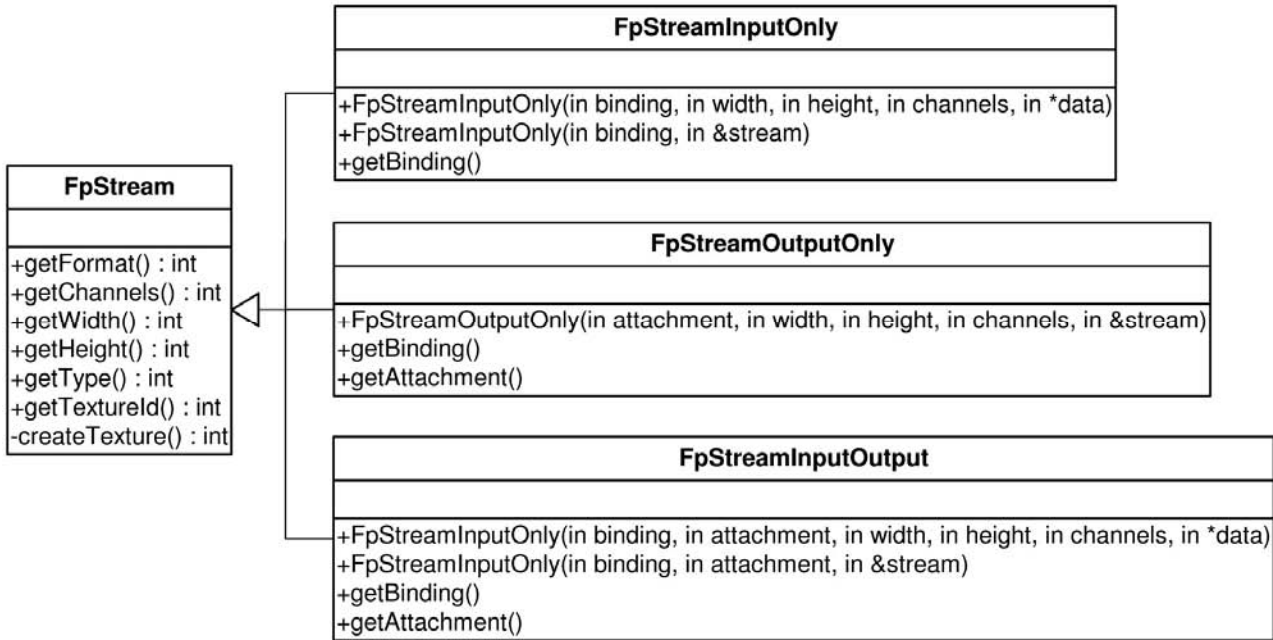 FpStreamInputOnly
+FpStreamInputOnly(in binding, in width, in height, in channels, in *data)
+FpStreamInputOnly(in binding, in &stream)
+getBinding()
FpStream
+getFormat() : int
+getChannels() : int
+getWidth() : int
+getHeight() : int
+getType() : int
+getTextureId() : int
-createTexture() : int
FpStreamOutputOnly
+FpStreamOutputOnly(in attachment, in width, in height, in channels, in &stream)
+getBinding()
+getAttachment()
FpStreamInputOutput
+FpStreamInputOnly(in binding, in attachment, in width, in height, in channels, in *data)
+FpStreamInputOnly(in binding, in attachment, in &stream)
+getBinding()
+getAttachment()